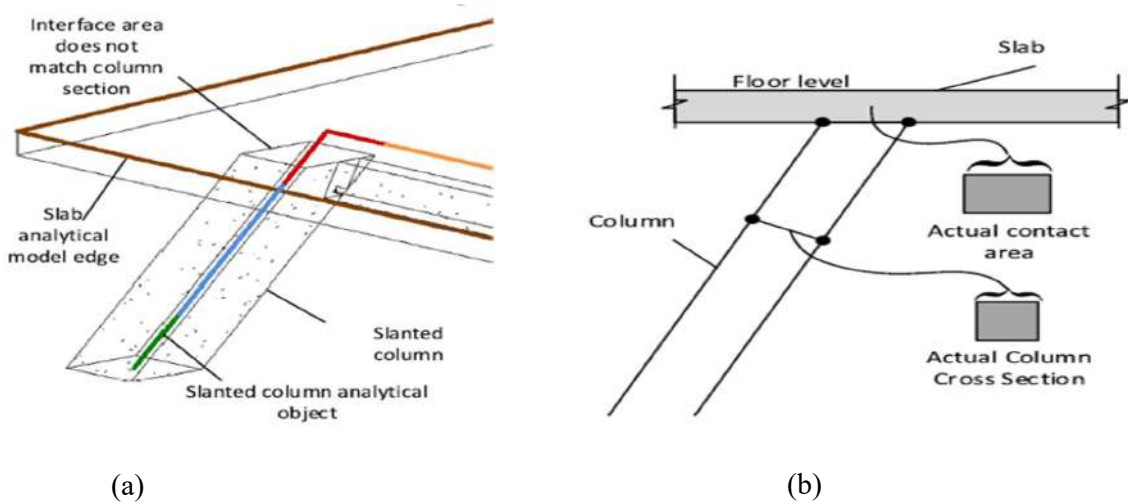 Interface area
does not
match column
section
Slab
analytical
model edge
Slanted
column
Slanted column analytical
object
(a)
Slab
Floor level
Column
Actual contact
area
Actual Column
Cross Section
(b)